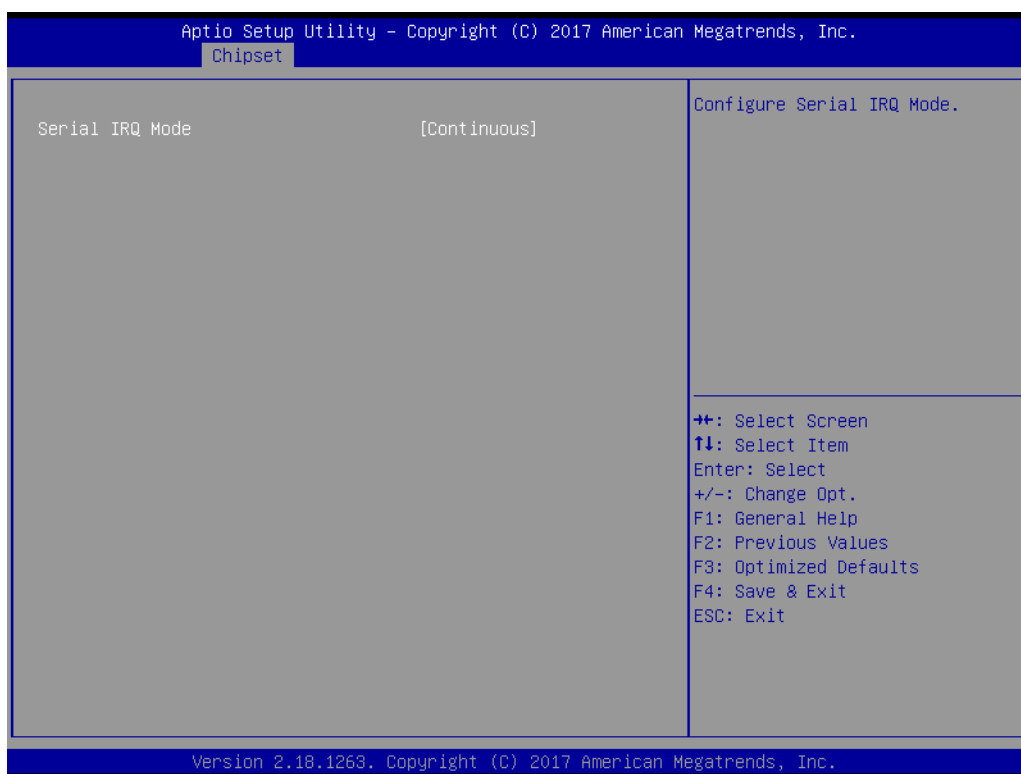 Aptio Setup Utility – Copyright (C) 2017 American Megatrends, Inc.
Chipset
Serial IRQ Mode [Continuous]
Configure Serial IRQ Mode.
→←: Select Screen
↑↓: Select Item
Enter: Select
+/-: Change Opt.
F1: General Help
F2: Previous Values
F3: Optimized Defaults
F4: Save & Exit
ESC: Exit
Version 2.18.1263. Copyright (C) 2017 American Megatrends, Inc.